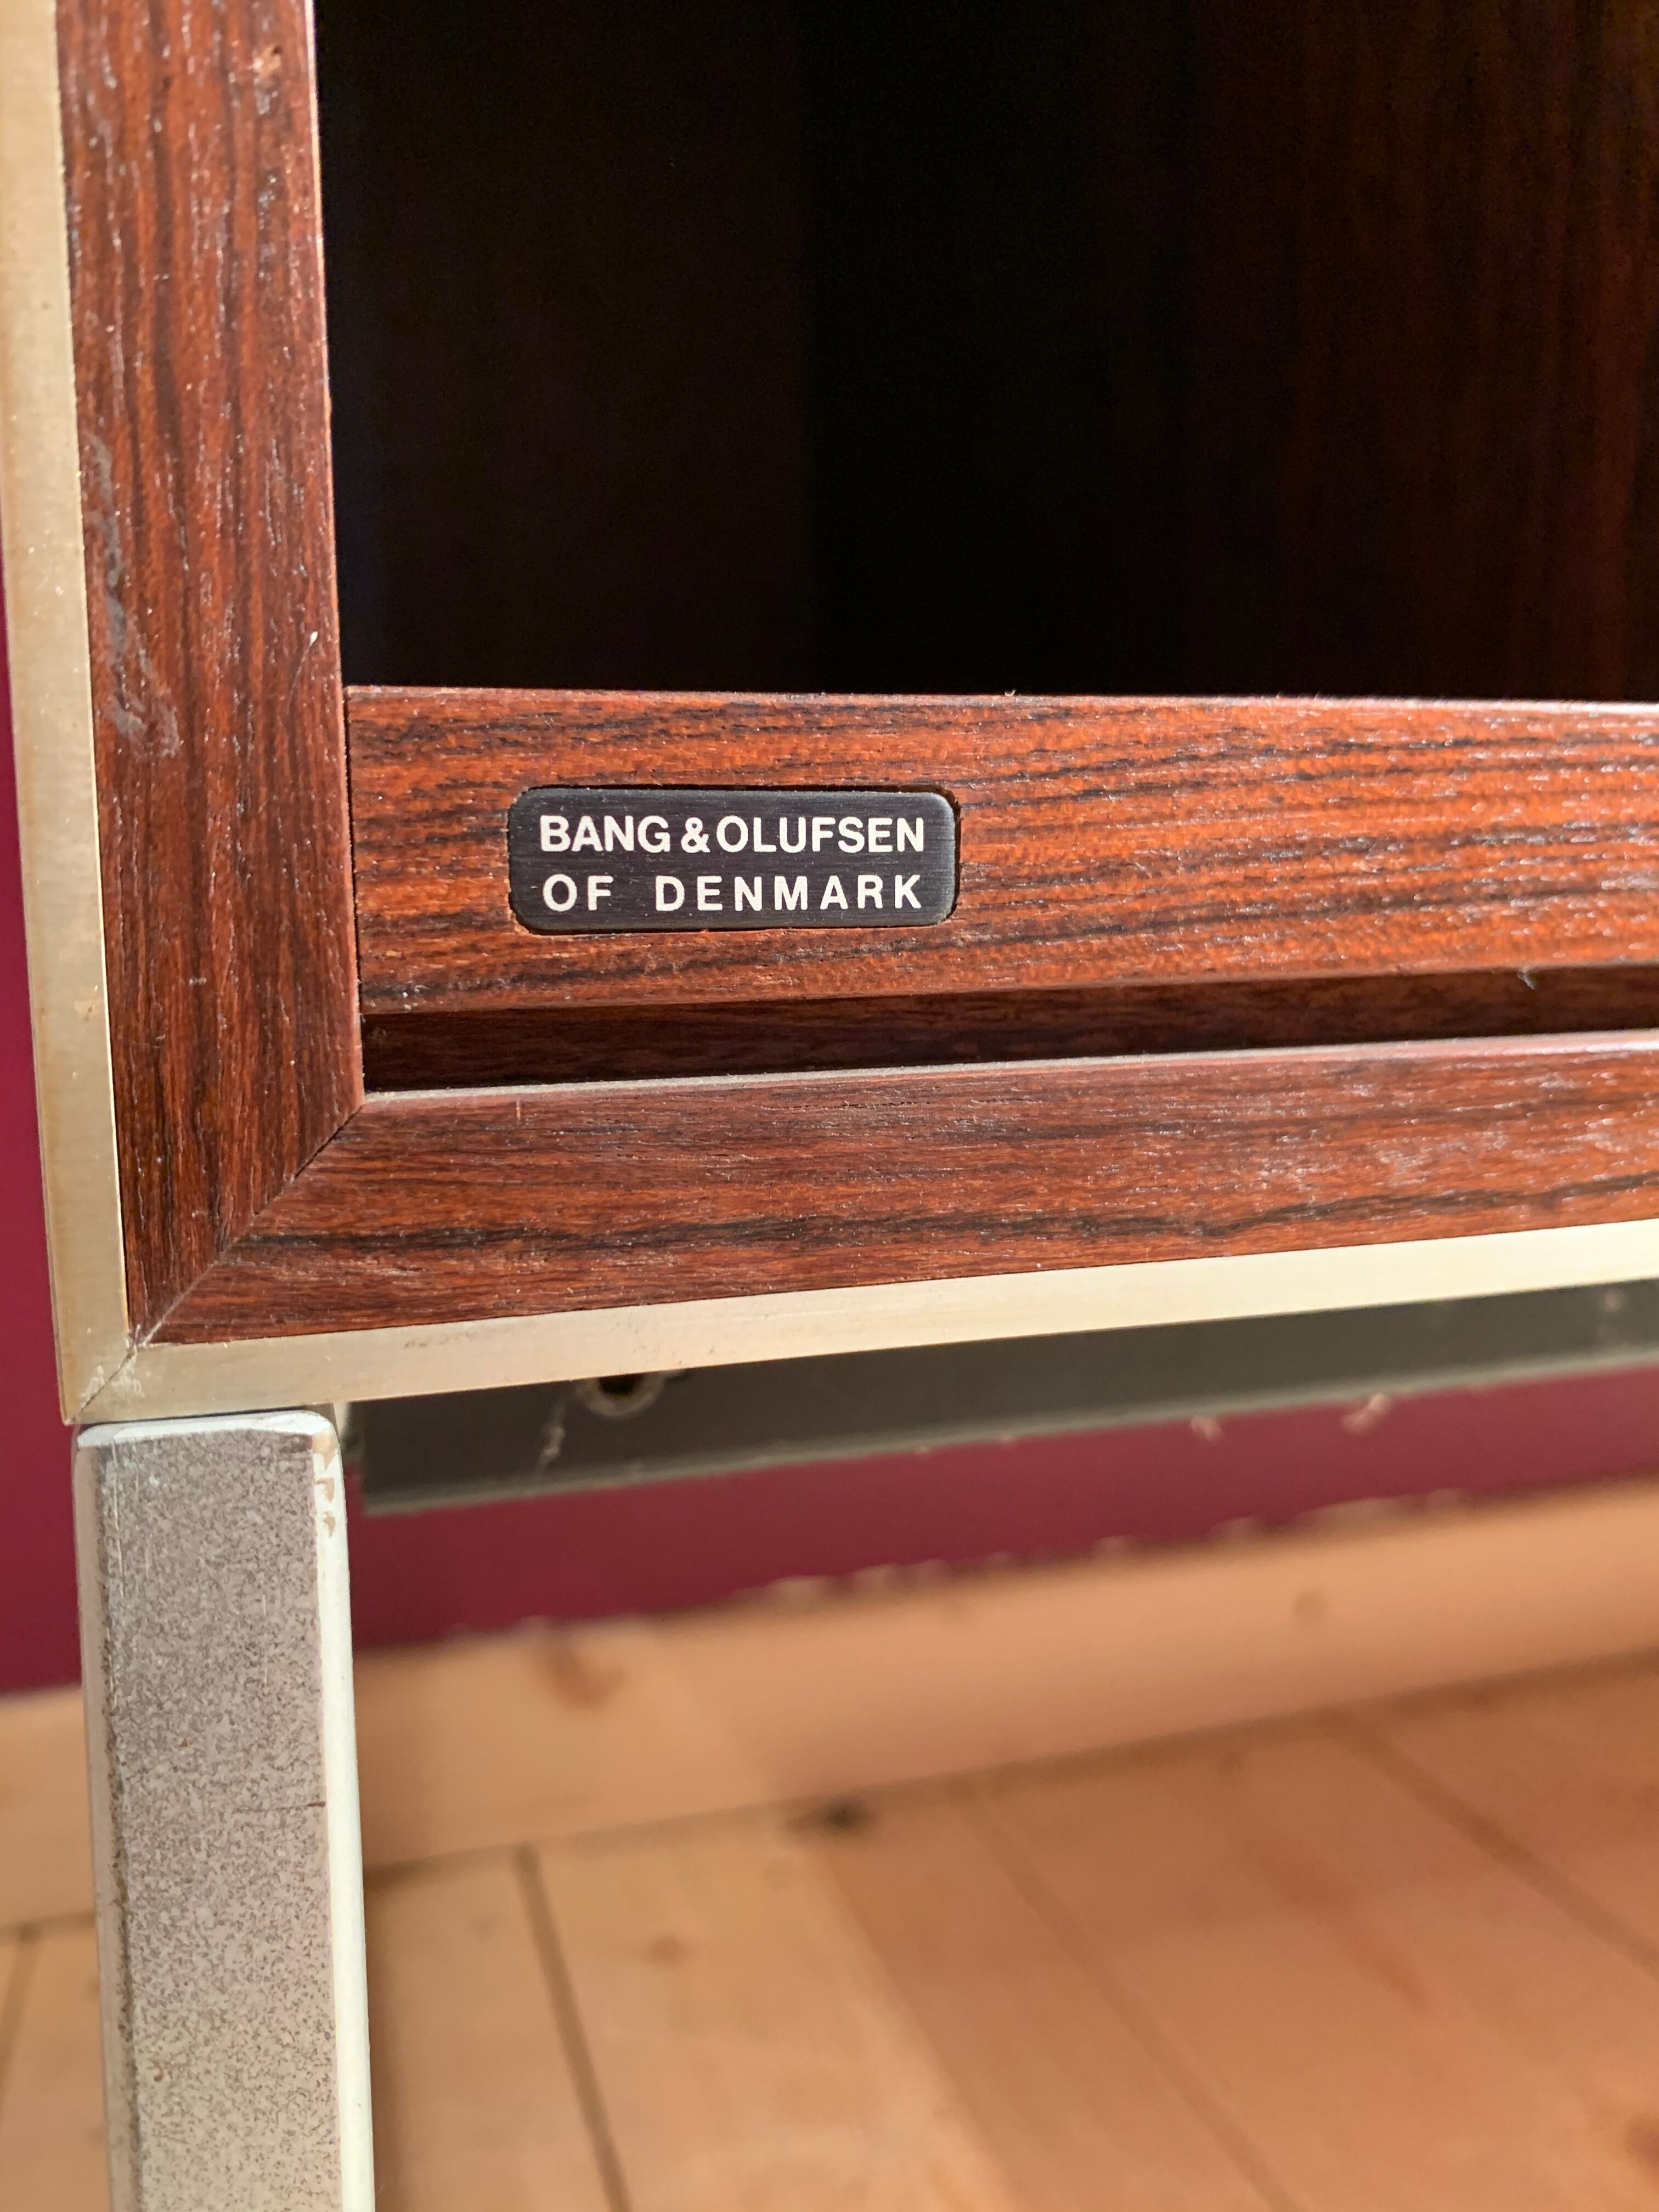 BANG & OLUFSEN
OF DENMARK